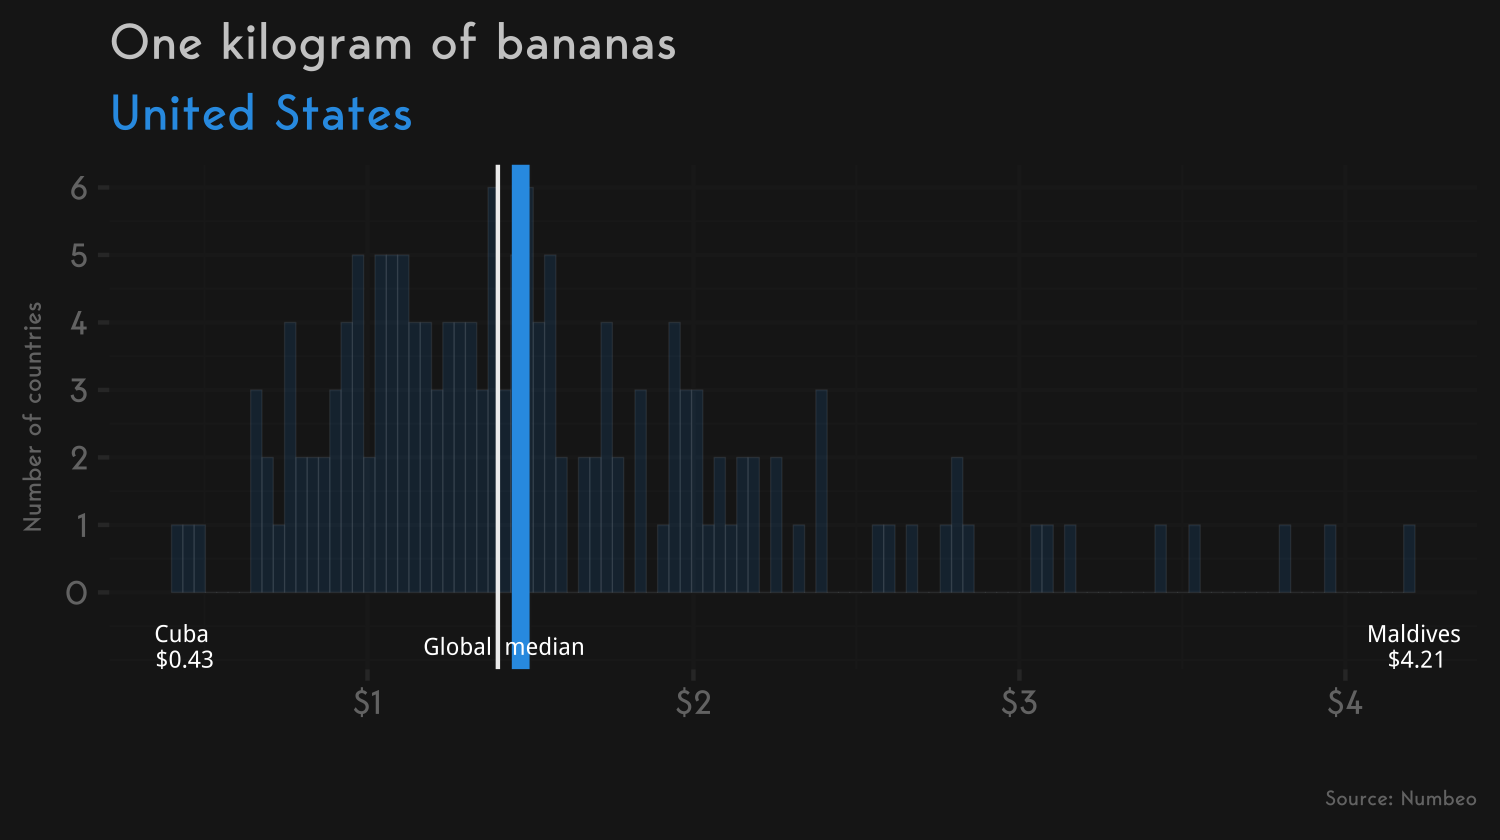 One kilogram of bananas
United States
Number of countries
6
5
4
3
2
1
0
Cuba
$0.43
Global median
Maldives
$4.21
$1 $2 $3 $4
Source: Numbeo